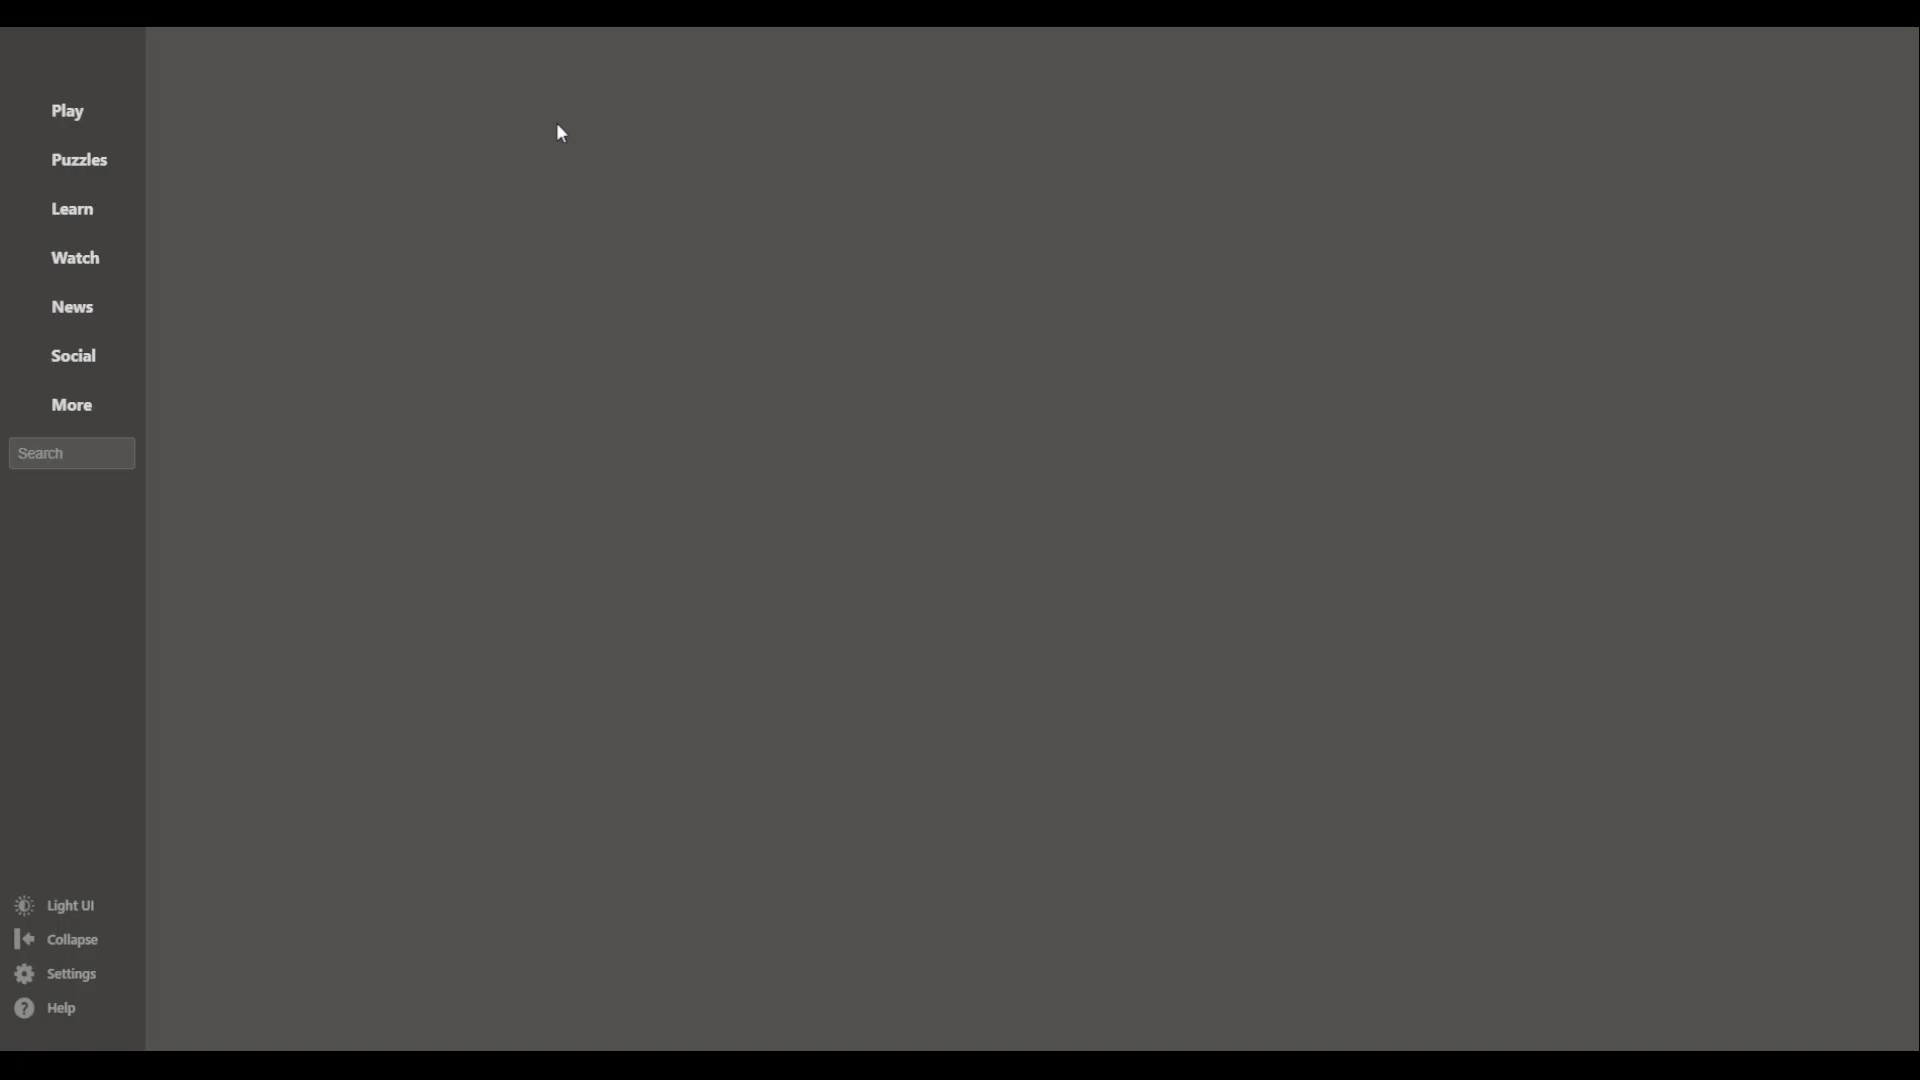 Play
Puzzles
Learn
Watch
News
Social
More
Search
Light UI
Collapse
Settings
Help